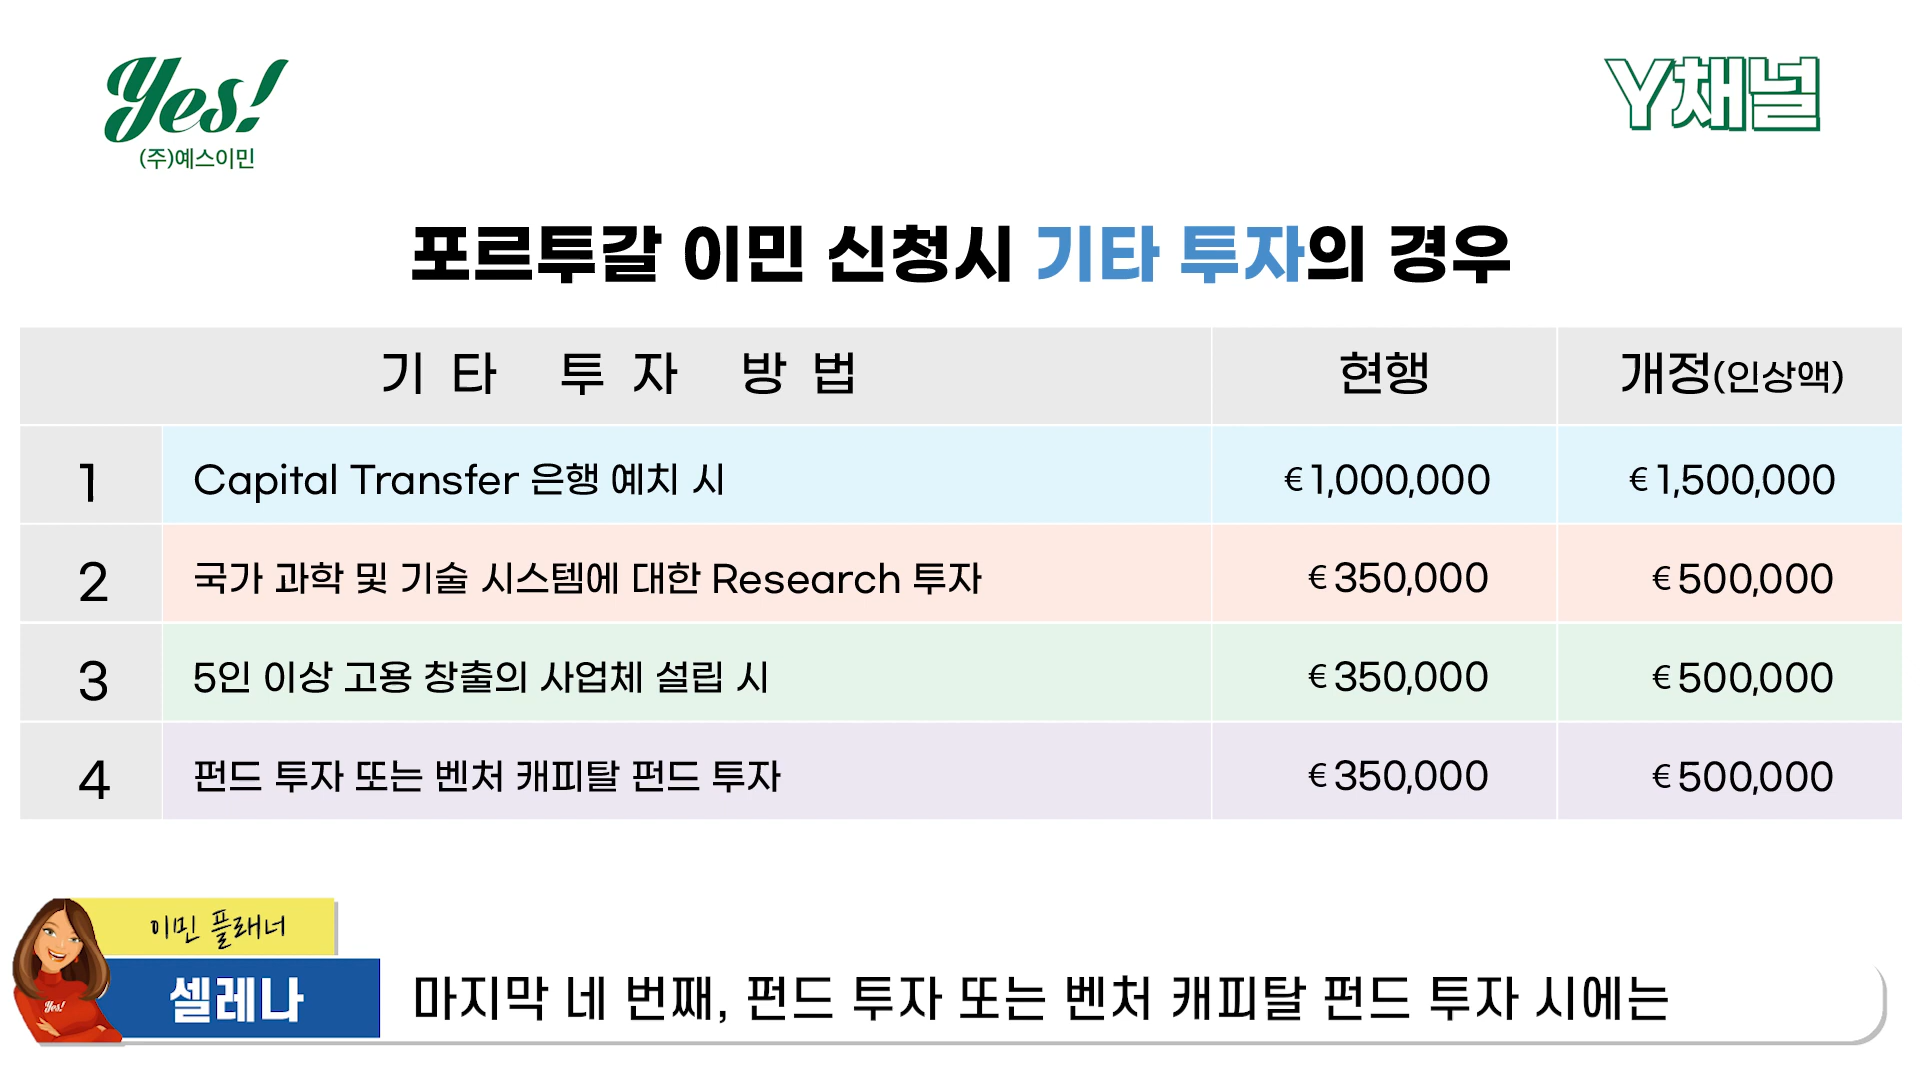 Yes!
(주)예스이민
Y채널
포르투갈 이민 신청시 기타 투자의 경우
기 타 투 자 방 법 현행 개정(인상액)
1 Capital Transfer 은행 예치 시 €1,000,000 €1,500,000
2 국가 과학 및 기술 시스템에 대한 Research 투자 €350,000 €500,000
3 5인 이상 고용 창출의 사업체 설립 시 €350,000 €500,000
4 펀드 투자 또는 벤처 캐피탈 펀드 투자 €350,000 €500,000
이민 플래너
Yes!
셀레나
마지막 네 번째, 펀드 투자 또는 벤처 캐피탈 펀드 투자 시에는